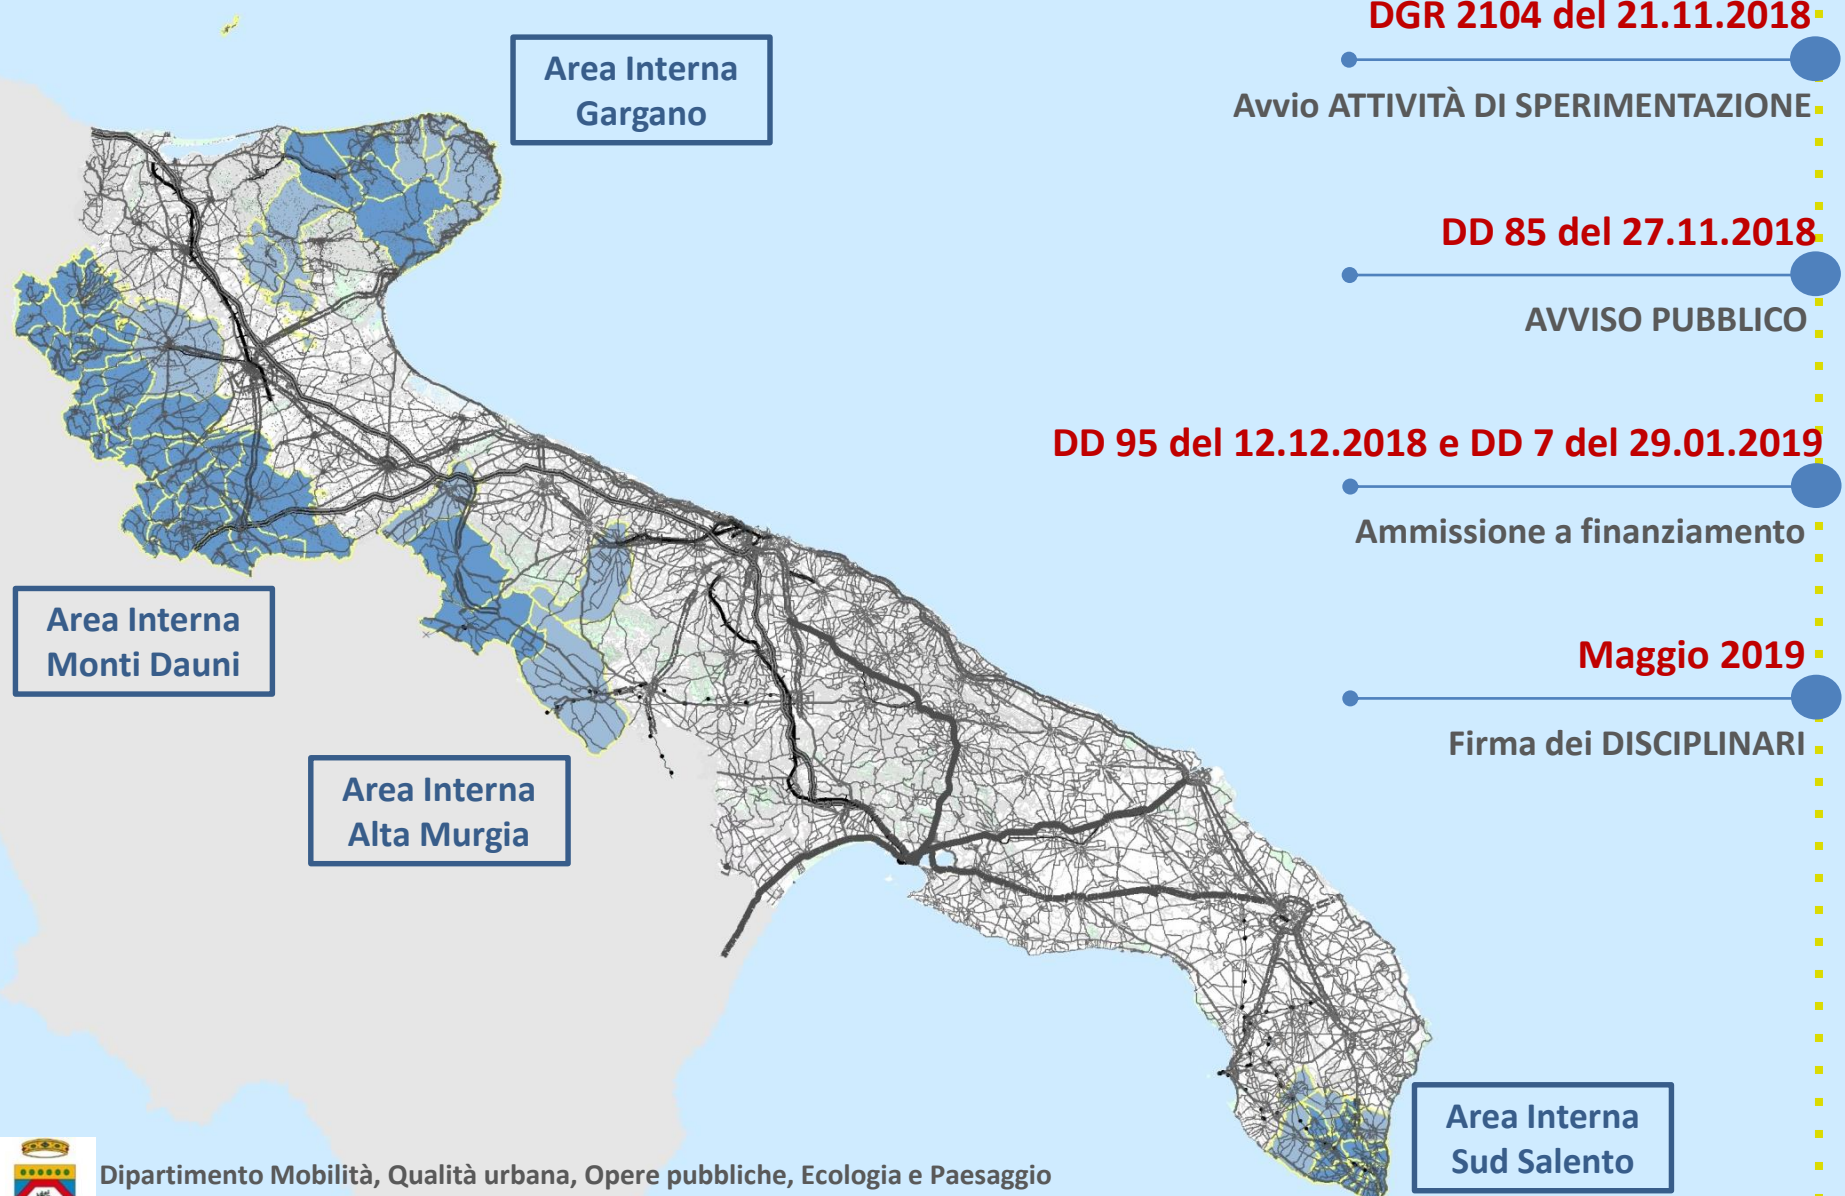 DGR 2104 del 21.11.2018
Avvio ATTIVITÀ DI SPERIMENTAZIONE
DD 85 del 27.11.2018
AVVISO PUBBLICO
DD 95 del 12.12.2018 e DD 7 del 29.01.2019
Ammissione a finanziamento
Maggio 2019
Firma dei DISCIPLINARI
Area Interna
Gargano
Area Interna
Monti Dauni
Area Interna
Alta Murgia
Area Interna
Sud Salento
Dipartimento Mobilità, Qualità urbana, Opere pubbliche, Ecologia e Paesaggio